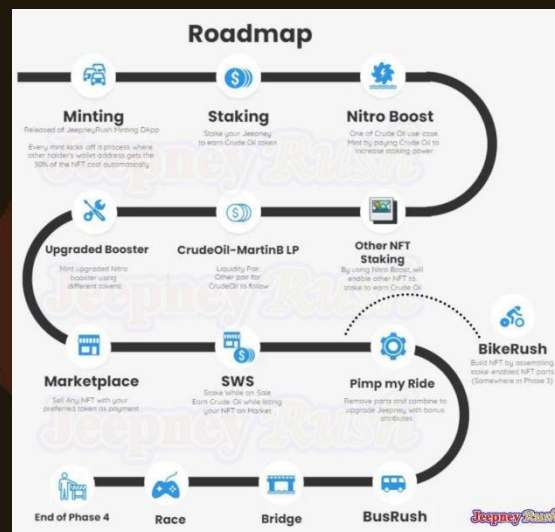 Roadmap
Minting
Released of JeepneyRush Minting DApp
Every mint kicks off a process where
other holder's wallet address gets the
30% of the NFT cost automatically
Staking
Stake your Jeepney
to earn Crude Oil token
Nitro Boost
One of Crude Oil use case.
Mint by paying Crude Oil to
increase staking power
Upgraded Booster
Mint upgraded Nitro
booster using
different tokens
CrudeOil-MartinB LP
Liquidity Pair
Other pair for
CrudeOil to follow
Other NFT
Staking
By using Nitro Boost, will
enable other NFT to
stake to earn Crude Oil
BikeRush
Build NFT by assembling
stake enabled NFT parts
(Somewhere in Phase 3)
Marketplace
Sell Any NFT with your
preferred token as payment
SWS
Stake While on Sale
Earn Crude Oil while listing
your NFT on Market
Pimp my Ride
Remove parts and combine to
upgrade Jeepney with bonus
attributes
End of Phase 4
Race
Bridge
BusRush
Jeepney Rush
Jeepney Rush
Jeepney Rush
Jeepney Rush